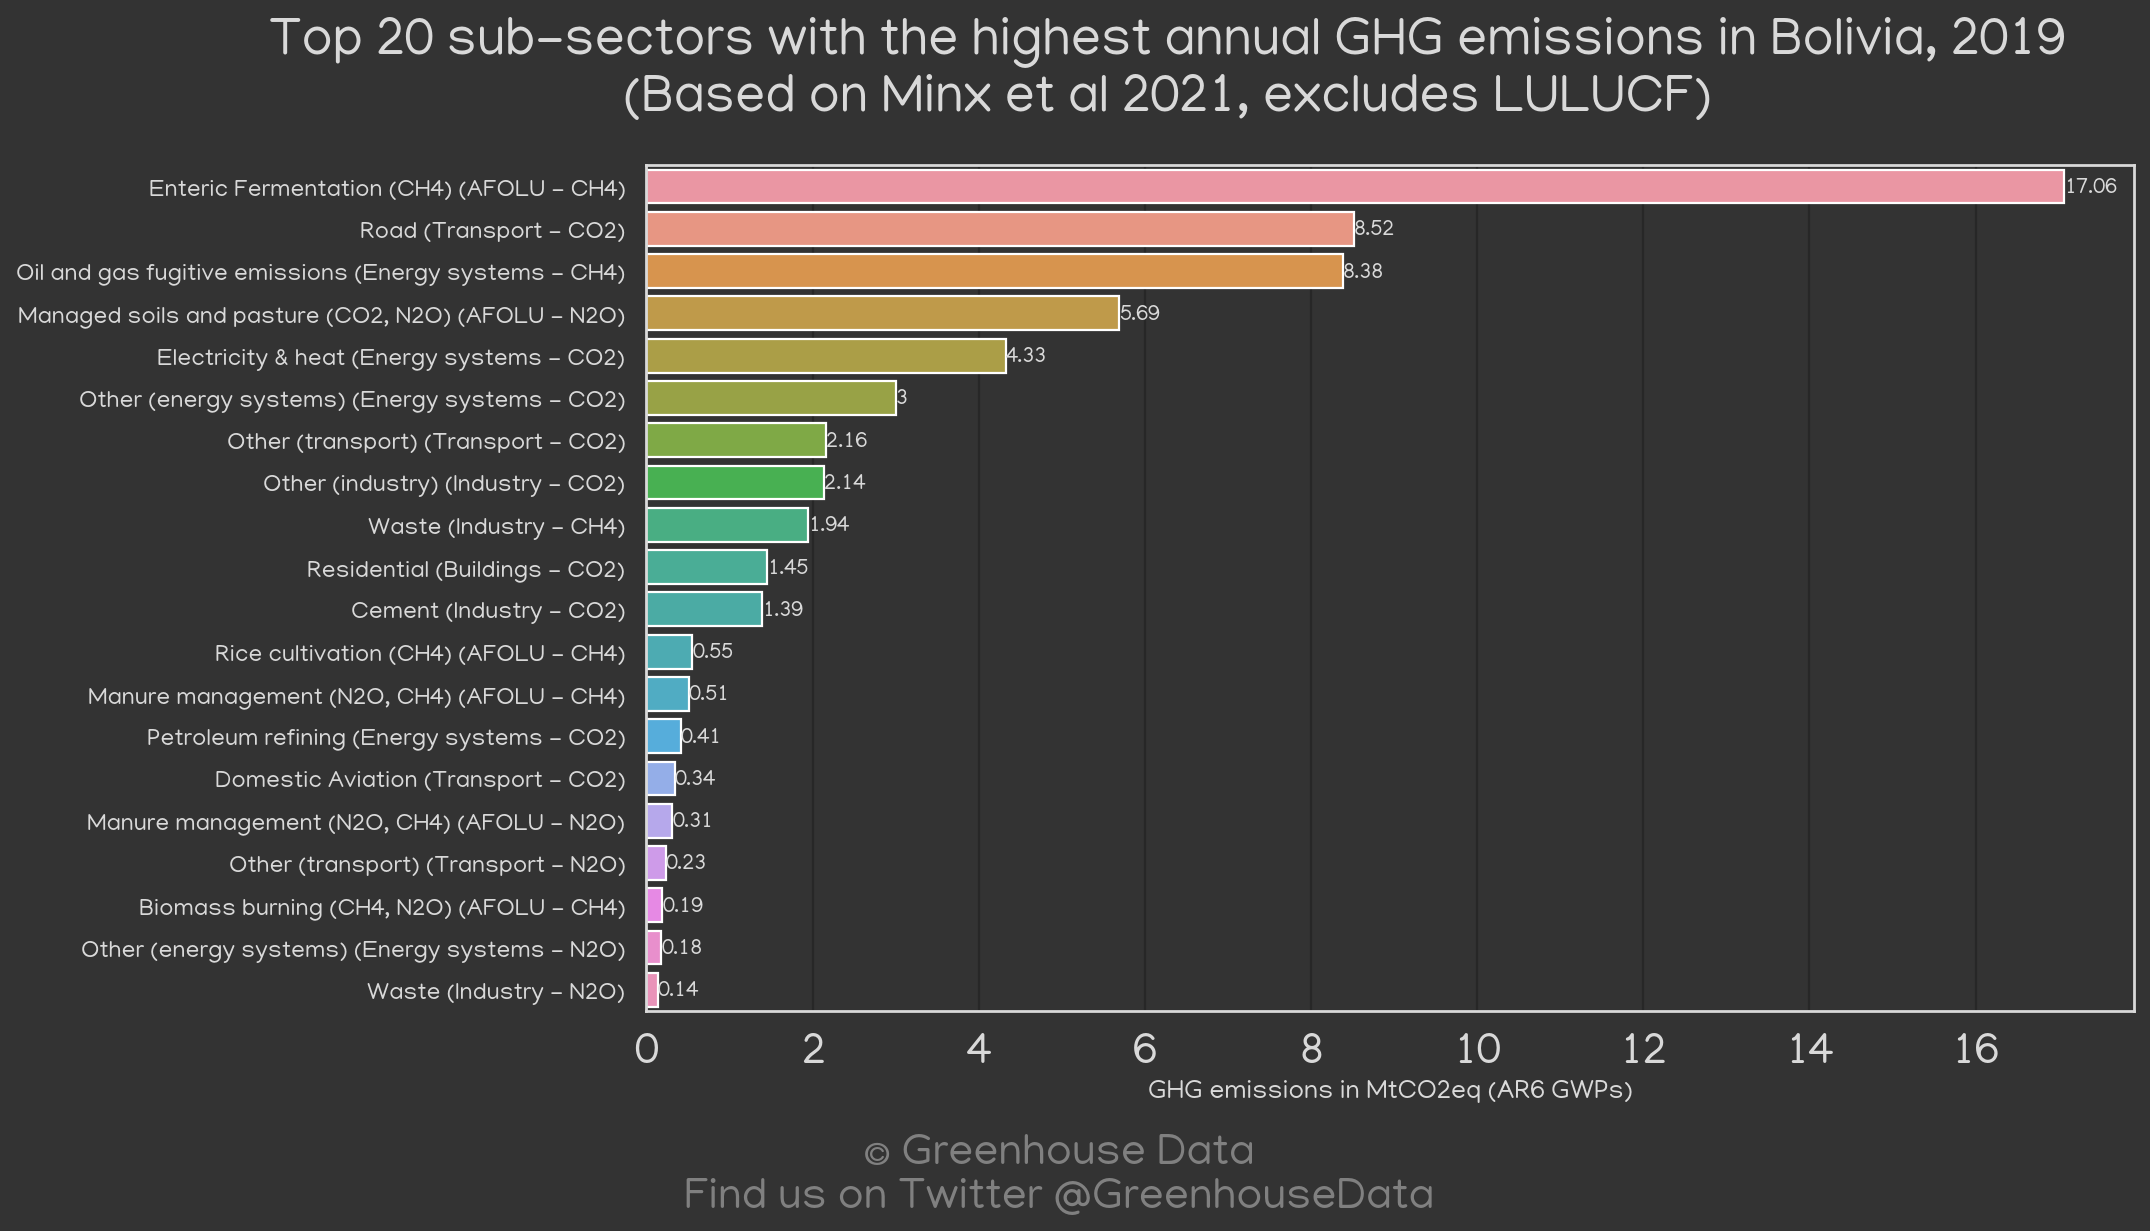 Top 20 sub-sectors with the highest annual GHG emissions in Bolivia, 2019
(Based on Minx et al 2021, excludes LULUCF)
Enteric Fermentation (CH4) (AFOLU - CH4) 17.06
Road (Transport - CO2) 8.52
Oil and gas fugitive emissions (Energy systems - CH4) 8.38
Managed soils and pasture (CO2, N2O) (AFOLU - N2O) 5.69
Electricity & heat (Energy systems - CO2) 4.33
Other (energy systems) (Energy systems - CO2) 3
Other (transport) (Transport - CO2) 2.16
Other (industry) (Industry - CO2) 2.14
Waste (Industry - CH4) 1.94
Residential (Buildings - CO2) 1.45
Cement (Industry - CO2) 1.39
Rice cultivation (CH4) (AFOLU - CH4) 0.55
Manure management (N2O, CH4) (AFOLU - CH4) 0.51
Petroleum refining (Energy systems - CO2) 0.41
Domestic Aviation (Transport - CO2) 0.34
Manure management (N2O, CH4) (AFOLU - N2O) 0.31
Other (transport) (Transport - N2O) 0.23
Biomass burning (CH4, N2O) (AFOLU - CH4) 0.19
Other (energy systems) (Energy systems - N2O) 0.18
Waste (Industry - N2O) 0.14
0 2 4 6 8 10 12 14 16
GHG emissions in MtCO2eq (AR6 GWPs)
© Greenhouse Data
Find us on Twitter @GreenhouseData